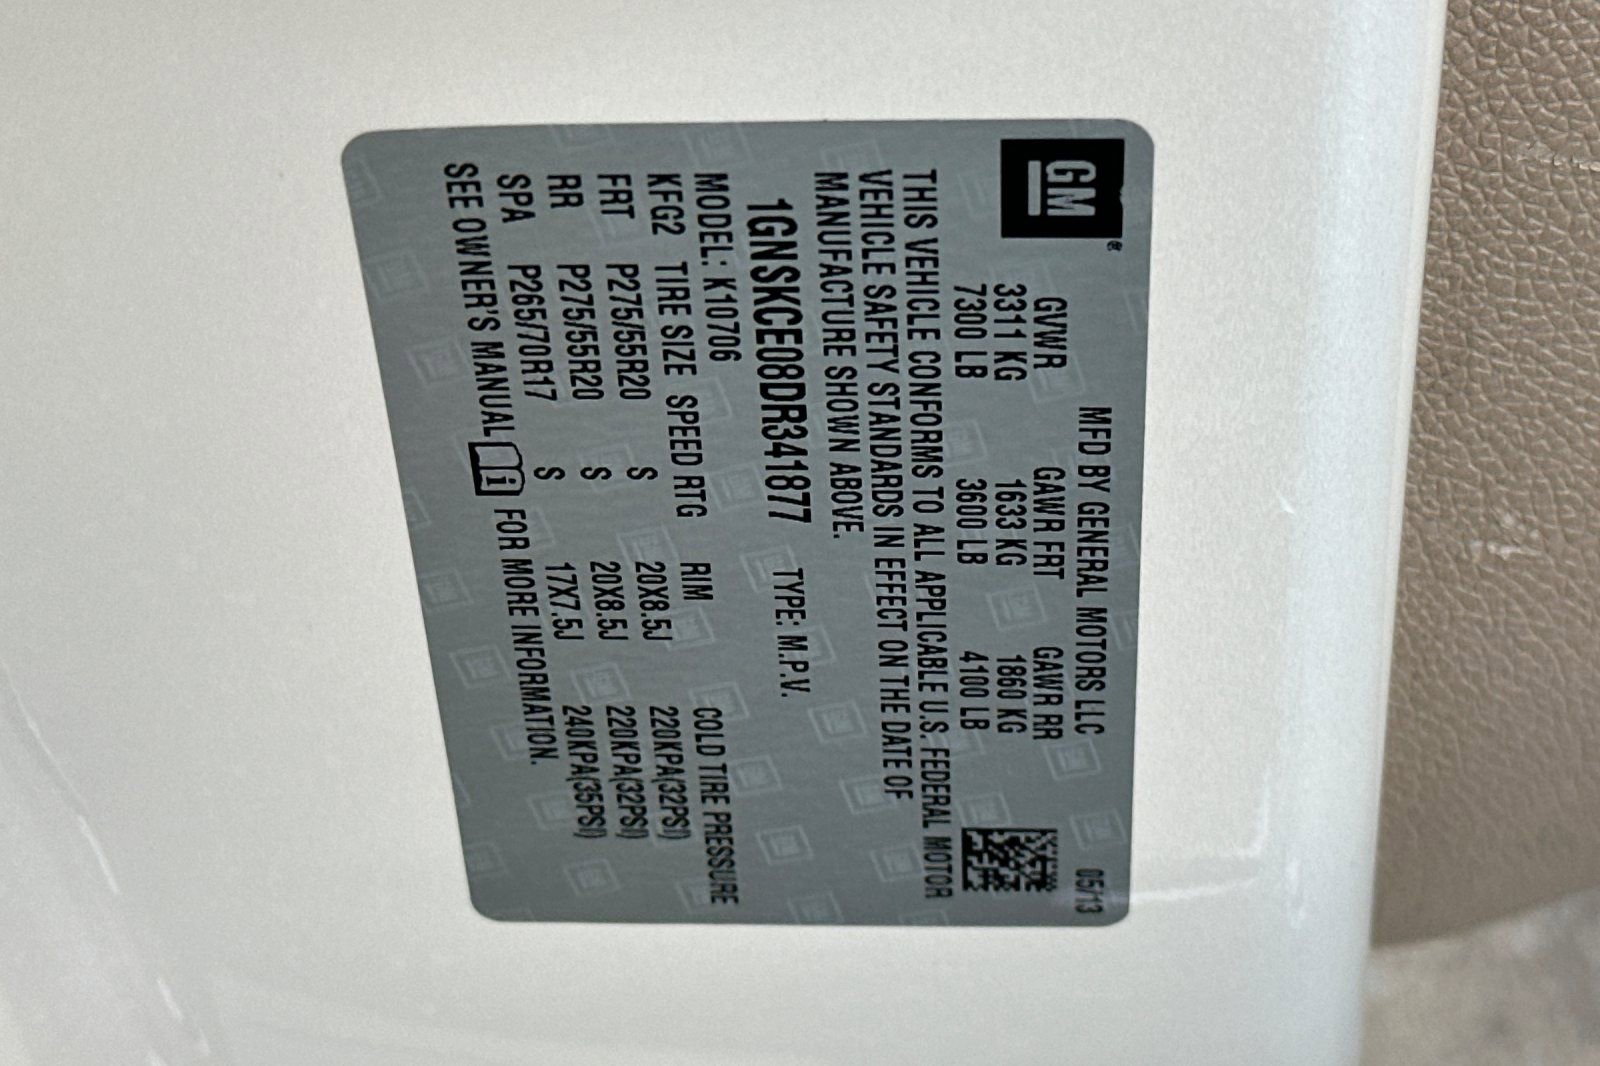 GM®
MFD BY GENERAL MOTORS LLC 05/13
GVWR GAWR FRT GAWR RR
3311 KG 1633 KG 1860 KG
7300 LB 3600 LB 4100 LB
THIS VEHICLE CONFORMS TO ALL APPLICABLE U.S. FEDERAL MOTOR
VEHICLE SAFETY STANDARDS IN EFFECT ON THE DATE OF
MANUFACTURE SHOWN ABOVE.
1GNSKCE08DR341877 TYPE: M.P.V.
MODEL: K10706
KFG2 TIRE SIZE SPEED RTG RIM COLD TIRE PRESSURE
FRT P275/55R20 S 20X8.5J 220KPA(32PSI)
RR P275/55R20 S 20X8.5J 220KPA(32PSI)
SPA P265/70R17 S 17X7.5J 240KPA(35PSI)
SEE OWNER'S MANUAL i FOR MORE INFORMATION.